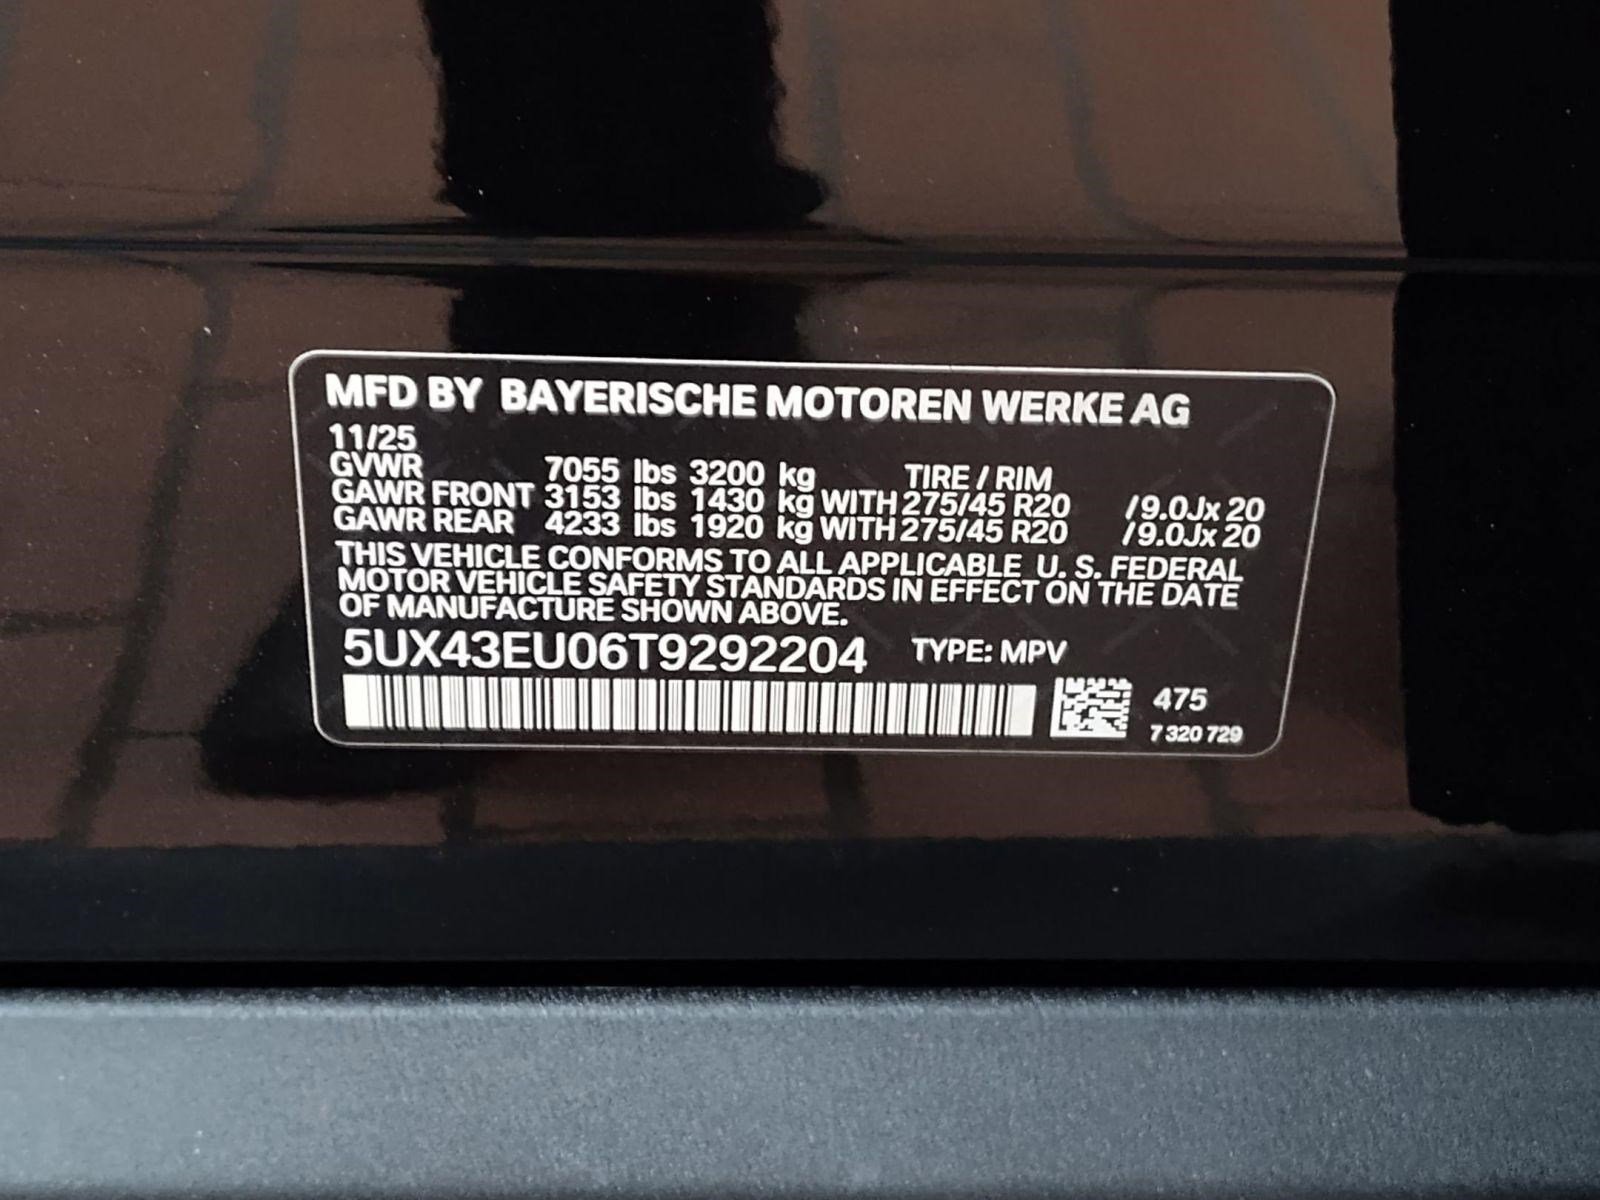 MFD BY BAYERISCHE MOTOREN WERKE AG
11/25
GVWR 7055 lbs 3200 kg TIRE / RIM
GAWR FRONT 3153 lbs 1430 kg WITH 275/45 R20 /9.0Jx 20
GAWR REAR 4233 lbs 1920 kg WITH 275/45 R20 /9.0Jx 20
THIS VEHICLE CONFORMS TO ALL APPLICABLE U. S. FEDERAL
MOTOR VEHICLE SAFETY STANDARDS IN EFFECT ON THE DATE
OF MANUFACTURE SHOWN ABOVE.
5UX43EU06T9292204 TYPE: MPV
475
7 320 729